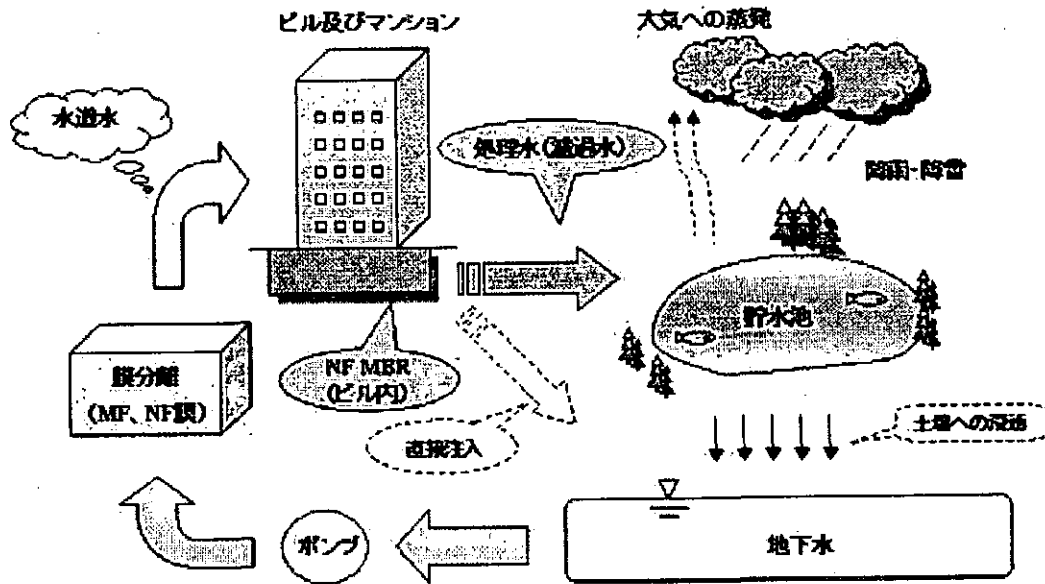 ビル及びマンション
大気への蒸発
水道水
処理水(濾過水)
降雨・降雪
貯水池
NF MBR
(ビル内)
膜分離
(MF、NF膜)
直接注入
土壌への浸透
ポンプ
地下水